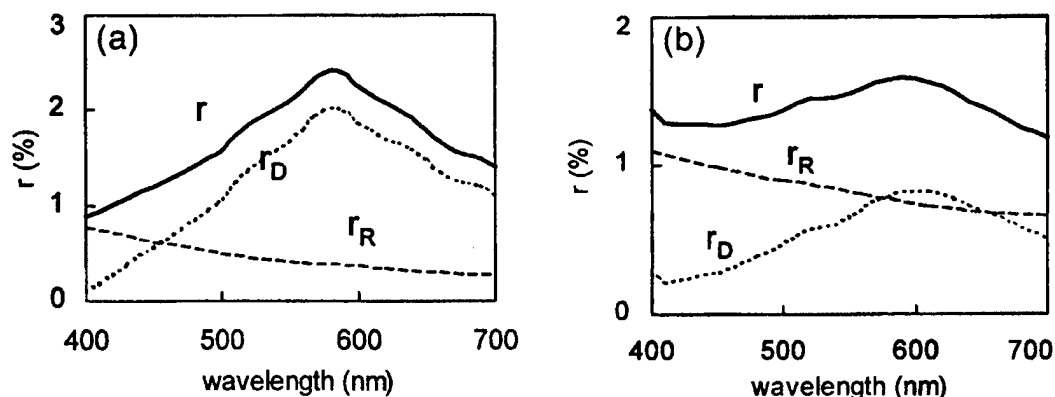 (a)
3
2
1
0
r (%)
r
r_D
r_R
400 500 600 700
wavelength (nm)
(b)
2
1
0
r (%)
r
r_R
r_D
400 500 600 700
wavelength (nm)